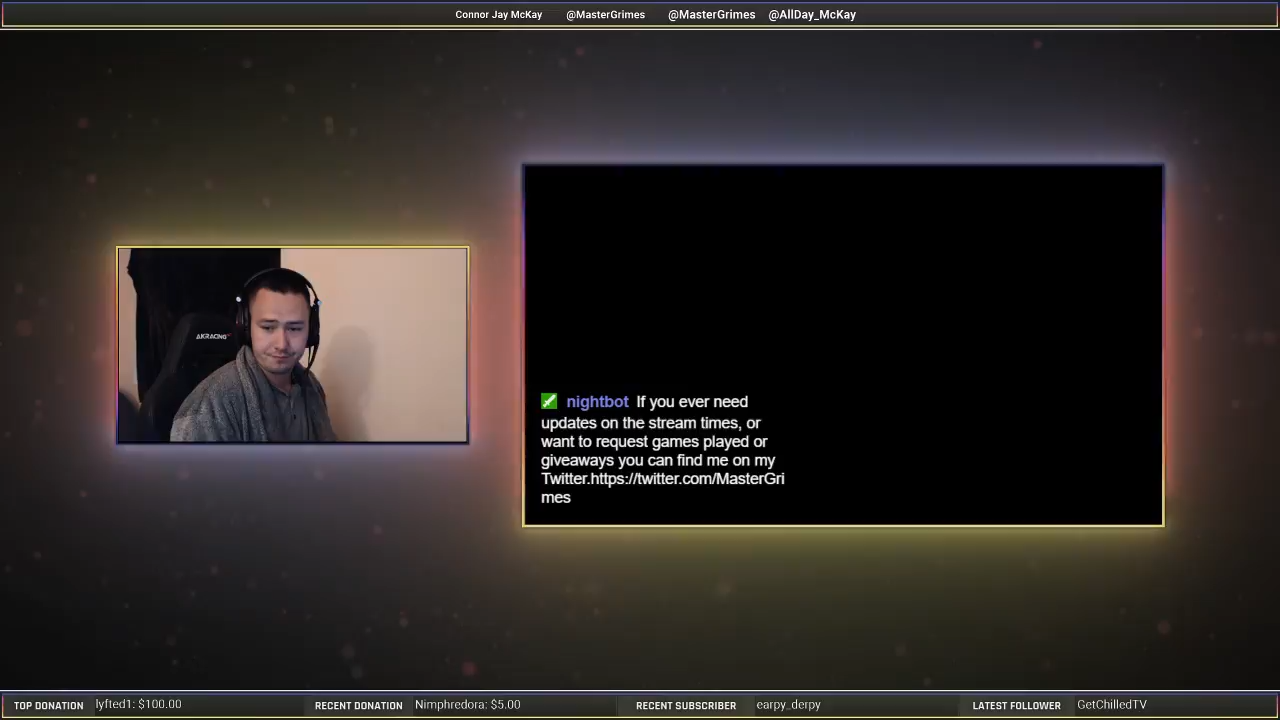 Connor Jay McKay @MasterGrimes @MasterGrimes @AllDay_McKay
AKRACING
nightbot If you ever need
updates on the stream times, or
want to request games played or
giveaways you can find me on my
Twitter.https://twitter.com/MasterGri
mes
TOP DONATION lyfted1: $100.00 RECENT DONATION Nimphredora: $5.00 RECENT SUBSCRIBER earpy_derpy LATEST FOLLOWER GetChilledTV